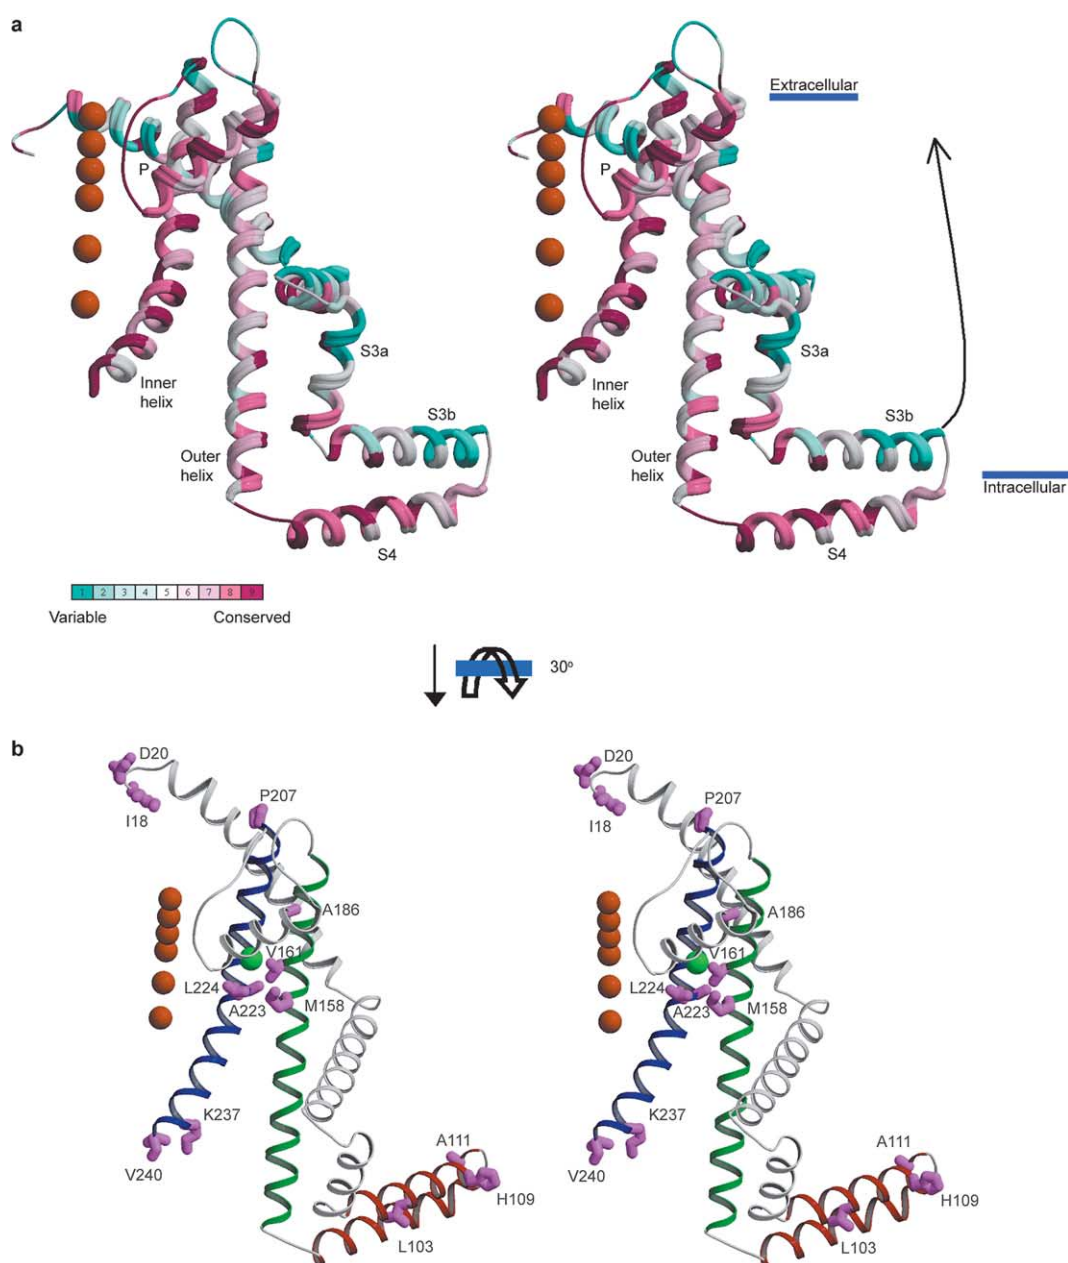 a
Extracellular
P
P
S3a
S3a
Inner
helix
Inner
helix
S3b
S3b
Outer
helix
Outer
helix
Intracellular
S4
S4
1 2 3 4 5 6 7 8 9
Variable Conserved
30º
b
D20
D20
P207
P207
I18
I18
A186
A186
V161
V161
L224
L224
A223
M158
A223
M158
K237
K237
A111
A111
V240
V240
H109
H109
L103
L103